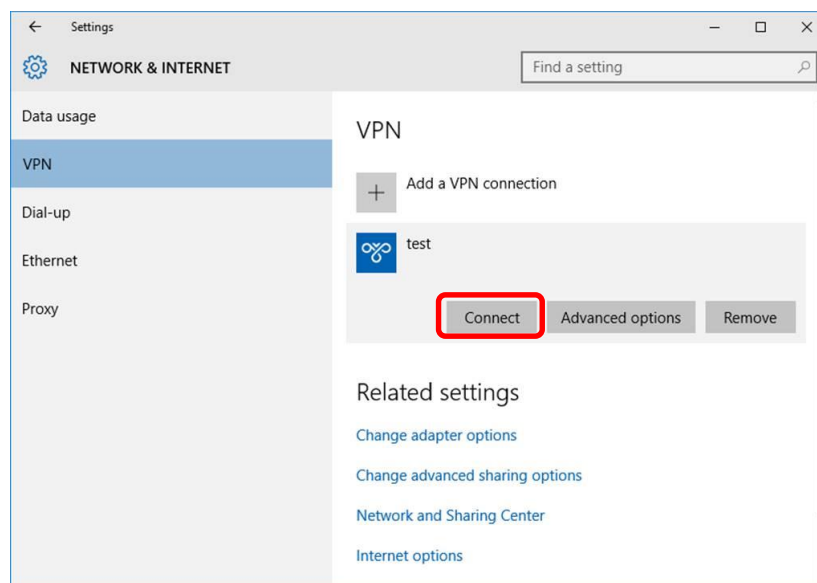 Settings
NETWORK & INTERNET
Find a setting
Data usage
VPN
Dial-up
Ethernet
Proxy
VPN
Add a VPN connection
test
Connect Advanced options Remove
Related settings
Change adapter options
Change advanced sharing options
Network and Sharing Center
Internet options